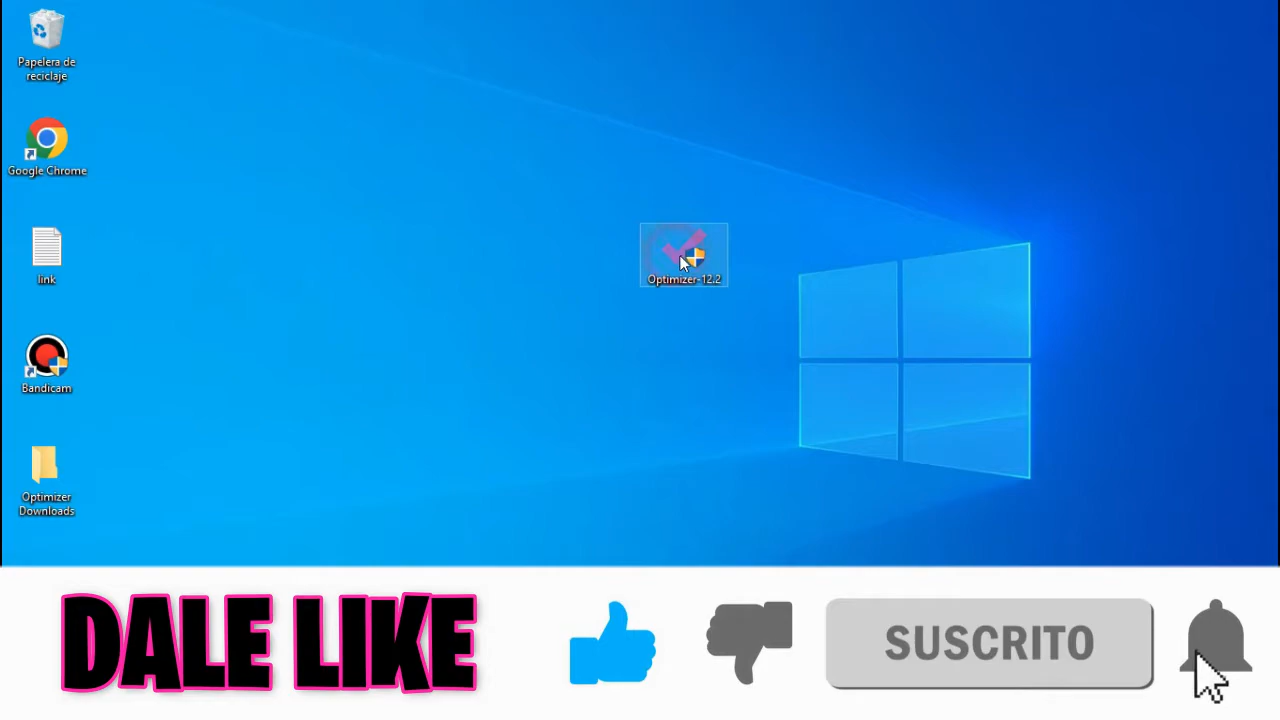 Papelera de
reciclaje
Google Chrome
link
Bandicam
Optimizer
Downloads
Optimizer-12.2
DALE LIKE
SUSCRITO